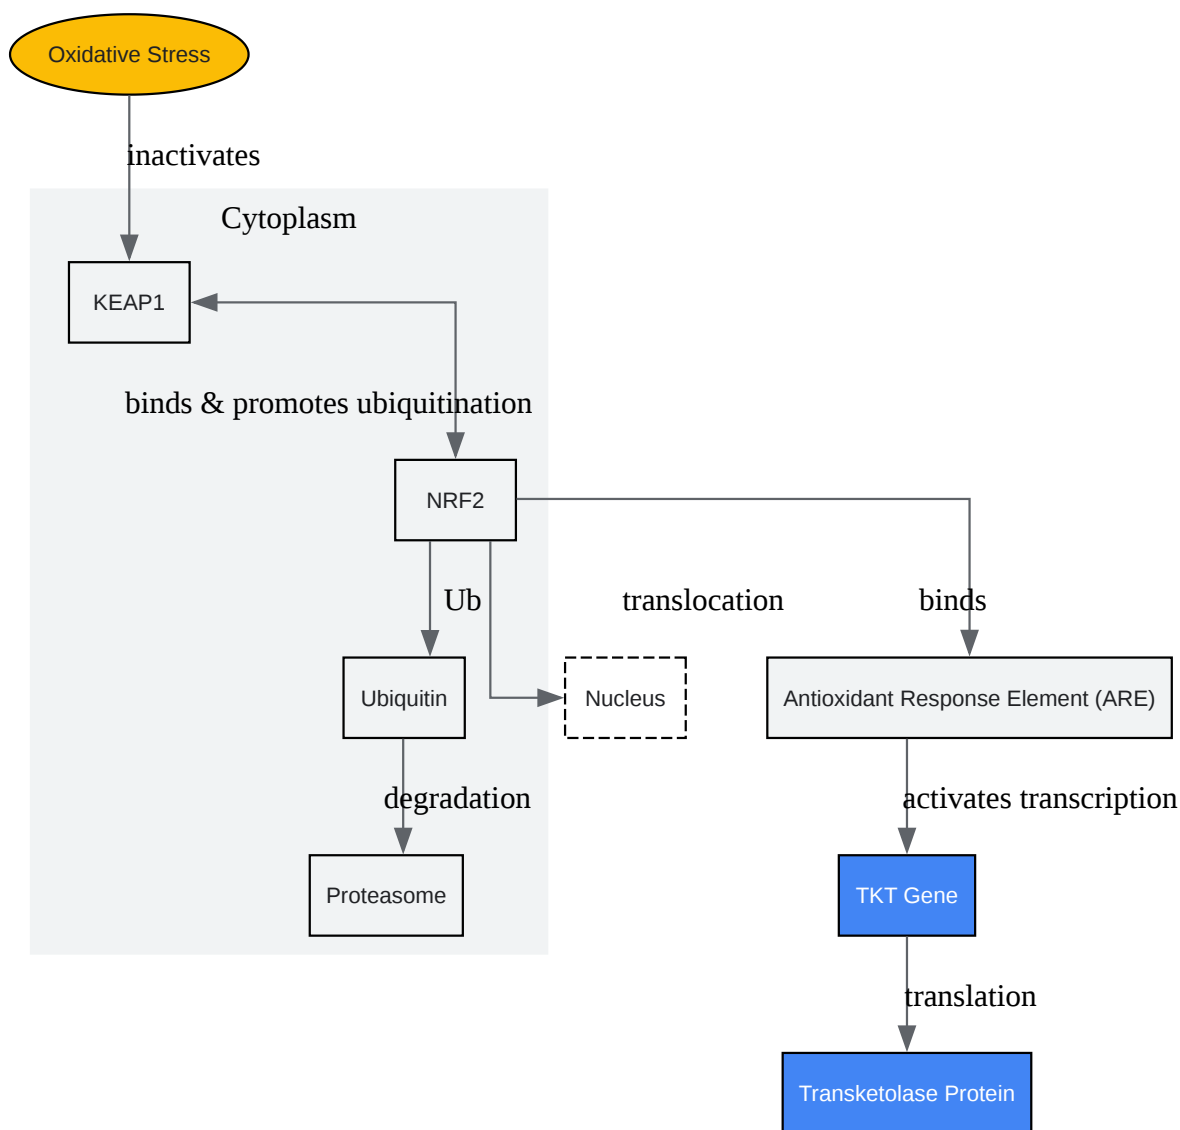 Oxidative Stress
inactivates
Cytoplasm
KEAP1
binds & promotes ubiquitination
NRF2
Ub
translocation
binds
Ubiquitin
Nucleus
Antioxidant Response Element (ARE)
degradation
activates transcription
Proteasome
TKT Gene
translation
Transketolase Protein